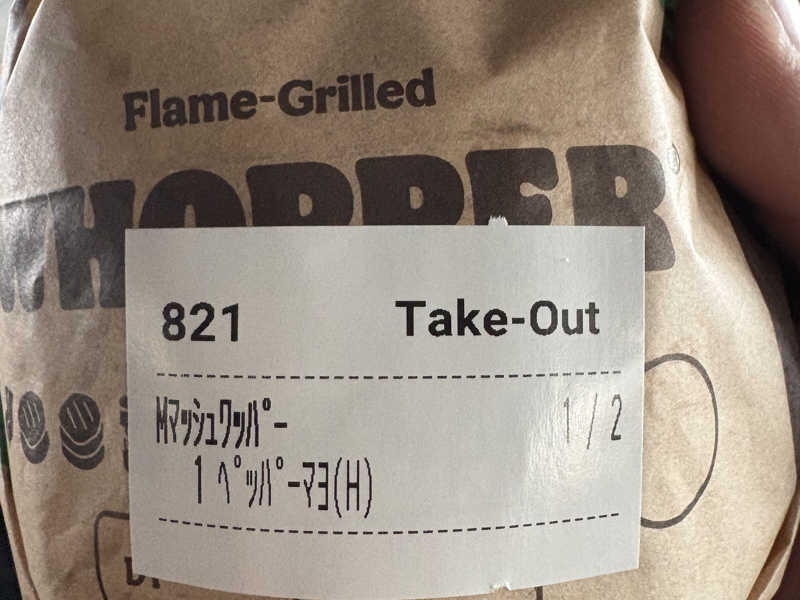 Flame-Grilled
WHOPPER®
821 Take-Out
Mﾏｯｼｭﾜｯﾊﾟｰ 1 / 2
1 ﾍﾟｯﾊﾟｰﾏﾖ(H)